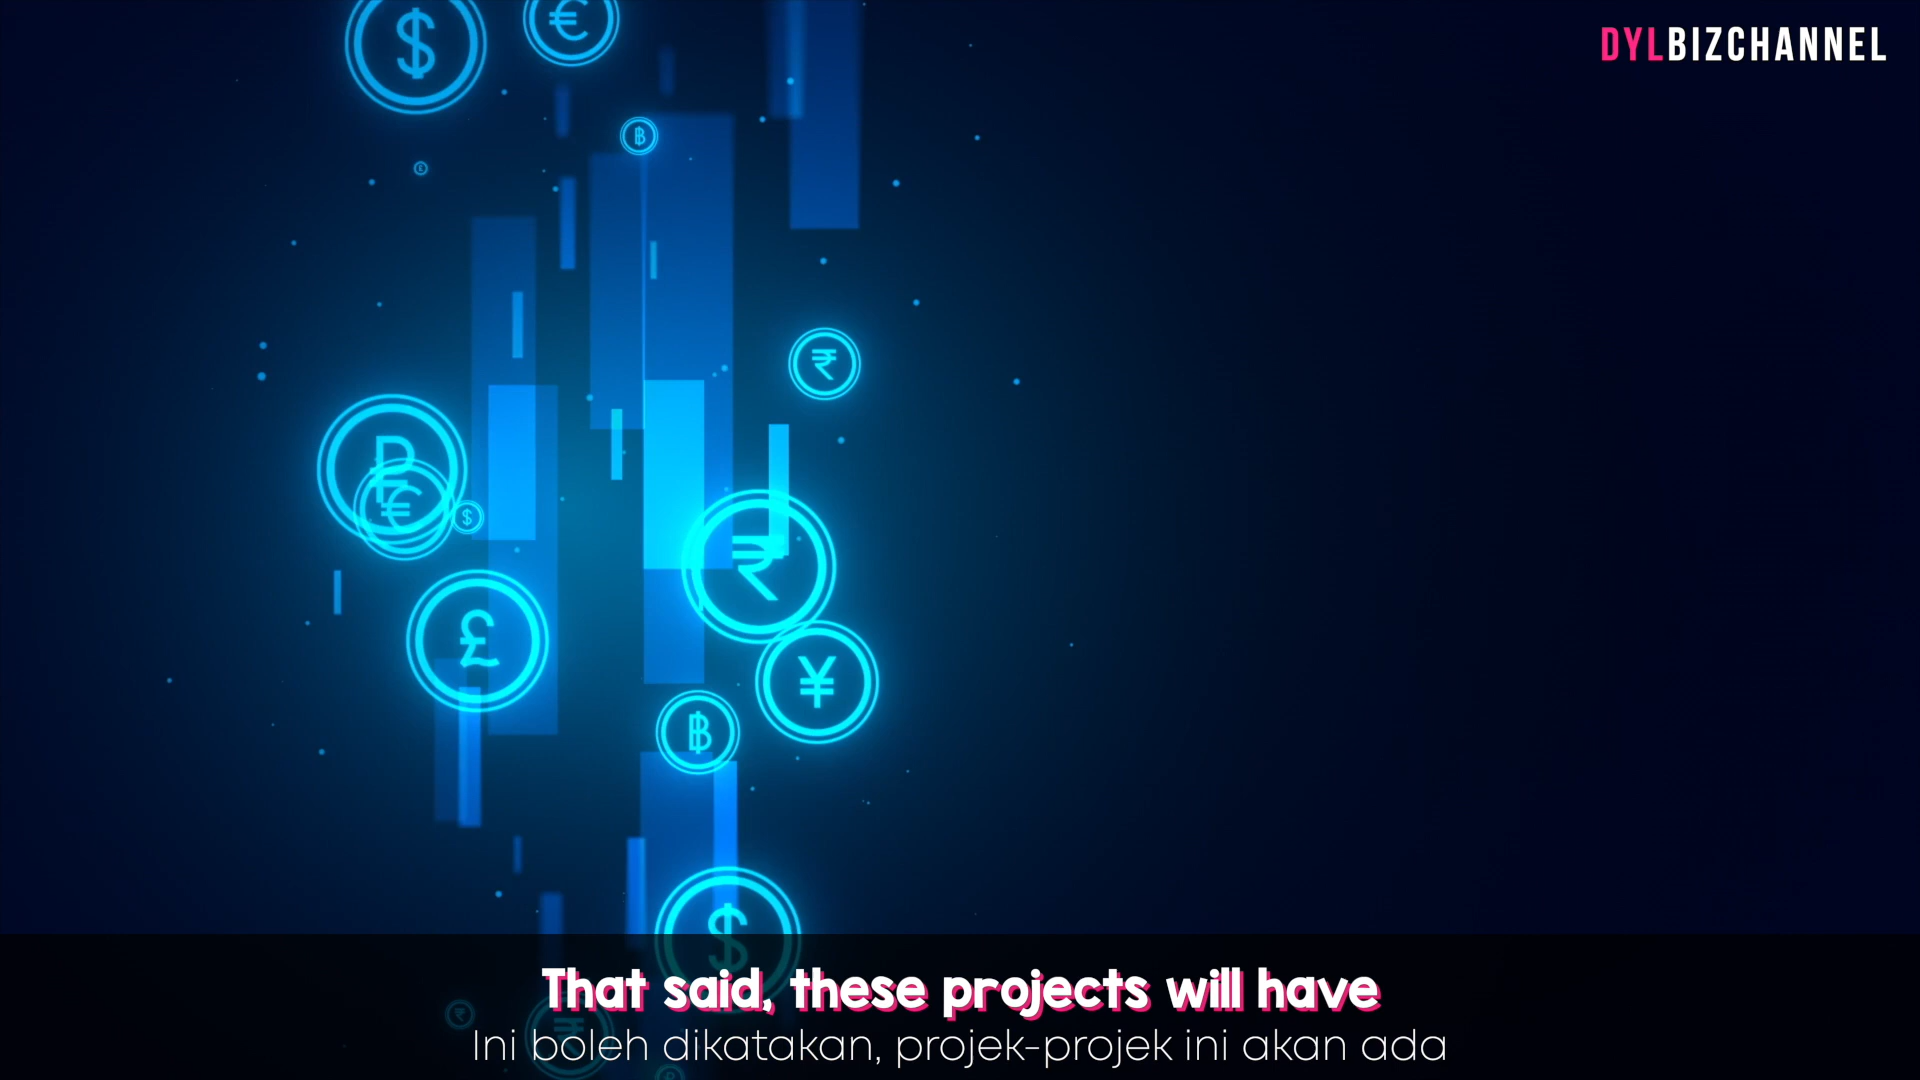 DYLBIZCHANNEL
That said, these projects will have
Ini boleh dikatakan, projek-projek ini akan ada